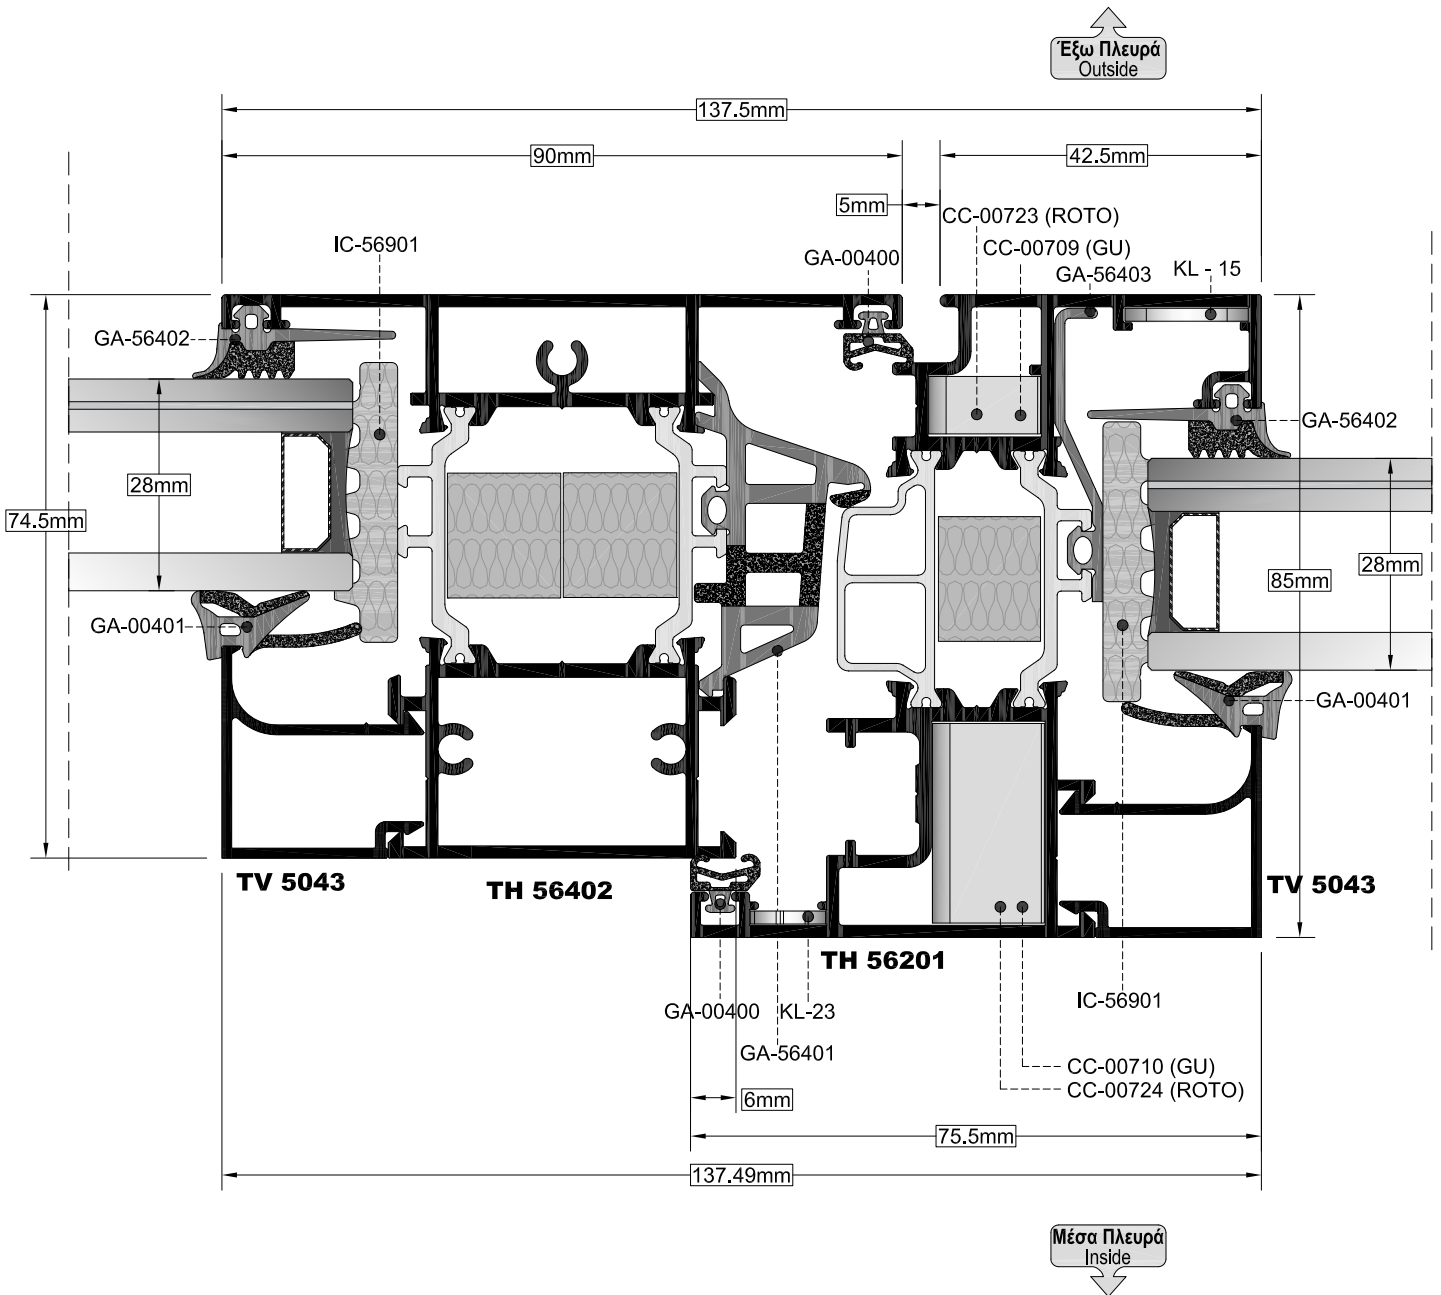 Έξω Πλευρά
Outside
137.5mm
90mm
42.5mm
5mm
CC-00723 (ROTO)
IC-56901
CC-00709 (GU)
GA-00400
GA-56403
KL - 15
GA-56402
GA-56402
28mm
74.5mm
28mm
85mm
GA-00401
GA-00401
TV 5043
TH 56402
TV 5043
TH 56201
IC-56901
GA-00400
KL-23
GA-56401
CC-00710 (GU)
CC-00724 (ROTO)
6mm
75.5mm
137.49mm
Μέσα Πλευρά
Inside